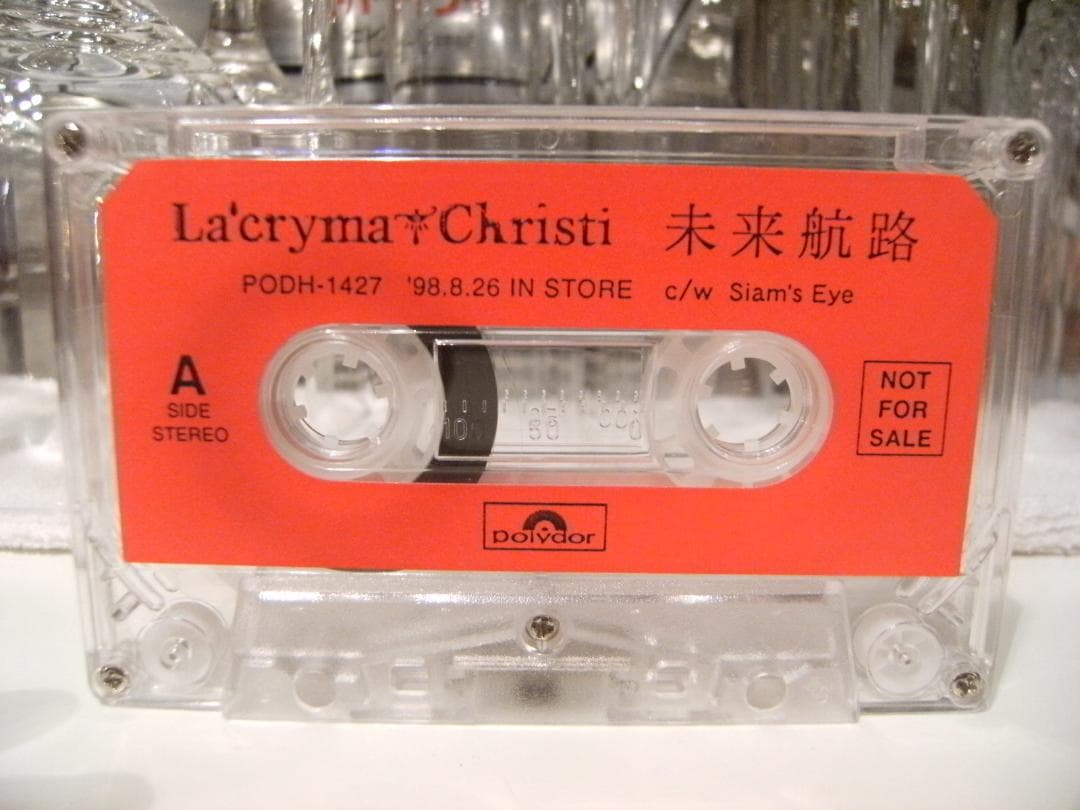 La'cryma Christi 未来航路
PODH-1427 '98.8.26 IN STORE c/w Siam's Eye
A
SIDE
STEREO
NOT
FOR
SALE
100
polydor